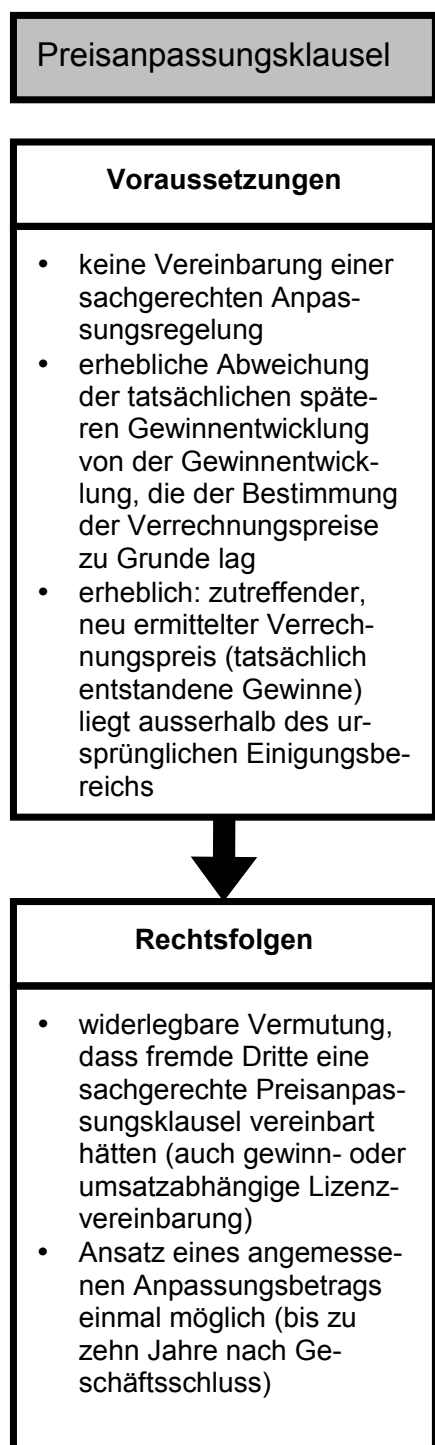 Preisanpassungsklausel
Voraussetzungen
• keine Vereinbarung einer
sachgerechten Anpas-
sungsregelung
• erhebliche Abweichung
der tatsächlichen späte-
ren Gewinnentwicklung
von der Gewinnentwick-
lung, die der Bestimmung
der Verrechnungspreise
zu Grunde lag
• erheblich: zutreffender,
neu ermittelter Verrech-
nungspreis (tatsächlich
entstandene Gewinne)
liegt ausserhalb des ur-
sprünglichen Einigungsbe-
reichs
Rechtsfolgen
• widerlegbare Vermutung,
dass fremde Dritte eine
sachgerechte Preisanpas-
sungsklausel vereinbart
hätten (auch gewinn- oder
umsatzabhängige Lizenz-
vereinbarung)
• Ansatz eines angemesse-
nen Anpassungsbetrags
einmal möglich (bis zu
zehn Jahre nach Ge-
schäftsschluss)